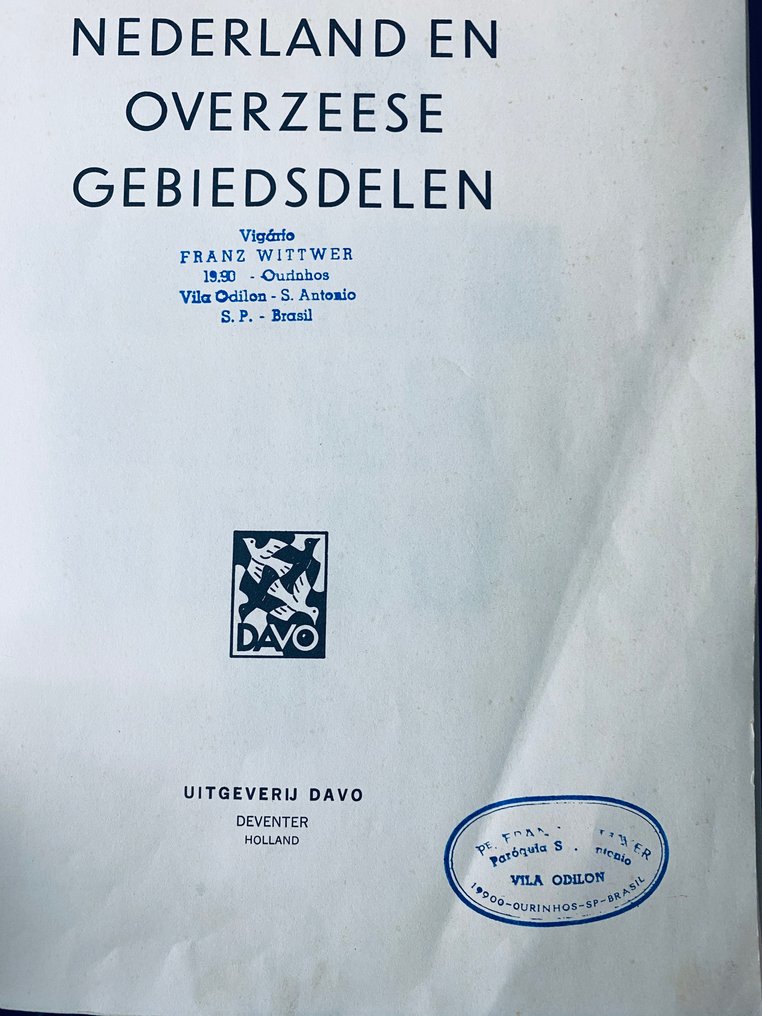 NEDERLAND EN
OVERZEESE
GEBIEDSDELEN
Vigário
FRANZ WITTWER
19.90 - Ourinhos
Vila Odilon - S. Antonio
S. P. - Brasil
DAVO
UITGEVERIJ DAVO
DEVENTER
HOLLAND
PE.
Paróquia S
VILA ODILON
19900-OURINHOS-SP-BRASIL